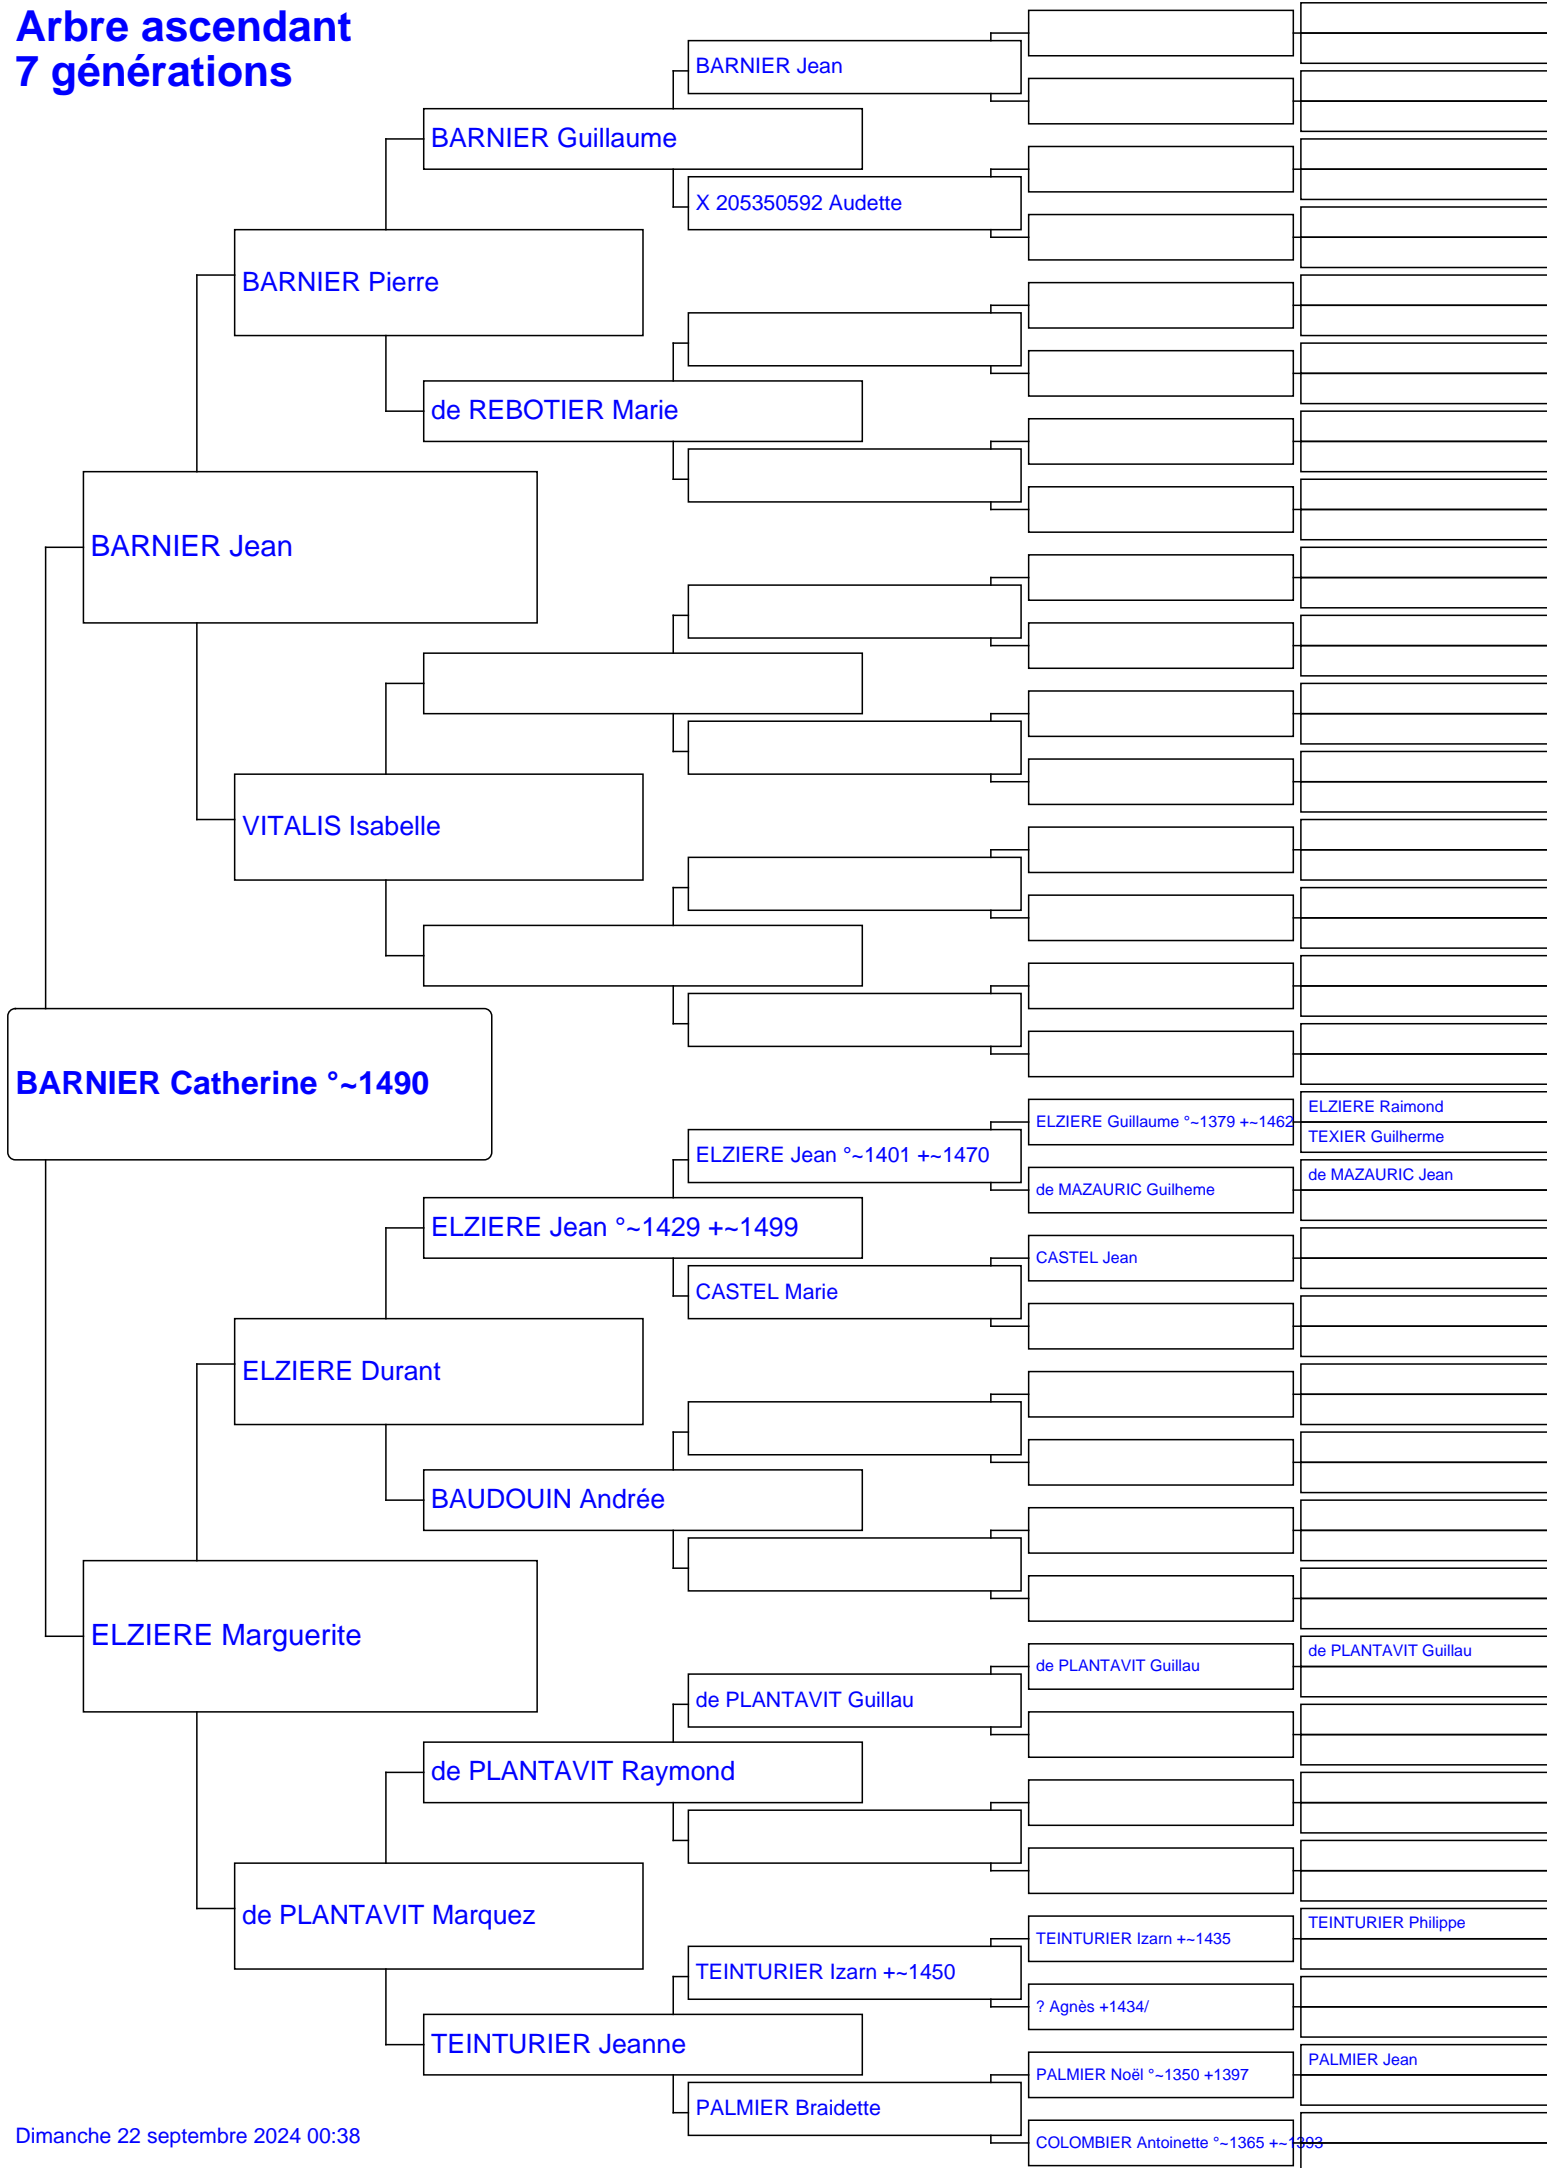 Arbre ascendant
7 générations
BARNIER Jean
BARNIER Guillaume
X 205350592 Audette
BARNIER Pierre
de REBOTIER Marie
BARNIER Jean
VITALIS Isabelle
BARNIER Catherine °~1490
ELZIERE Raimond
ELZIERE Guillaume °~1379 +~1462
TEXIER Guilherme
ELZIERE Jean °~1401 +~1470
de MAZAURIC Jean
de MAZAURIC Guilheme
ELZIERE Jean °~1429 +~1499
CASTEL Jean
CASTEL Marie
ELZIERE Durant
BAUDOUIN Andrée
ELZIERE Marguerite
de PLANTAVIT Guillau
de PLANTAVIT Guillau
de PLANTAVIT Guillau
de PLANTAVIT Raymond
de PLANTAVIT Marquez
TEINTURIER Philippe
TEINTURIER Izarn +~1435
TEINTURIER Izarn +~1450
? Agnès +1434/
TEINTURIER Jeanne
PALMIER Jean
PALMIER Noël °~1350 +1397
PALMIER Braidette
COLOMBIER Antoinette °~1365 +~1393
Dimanche 22 septembre 2024 00:38